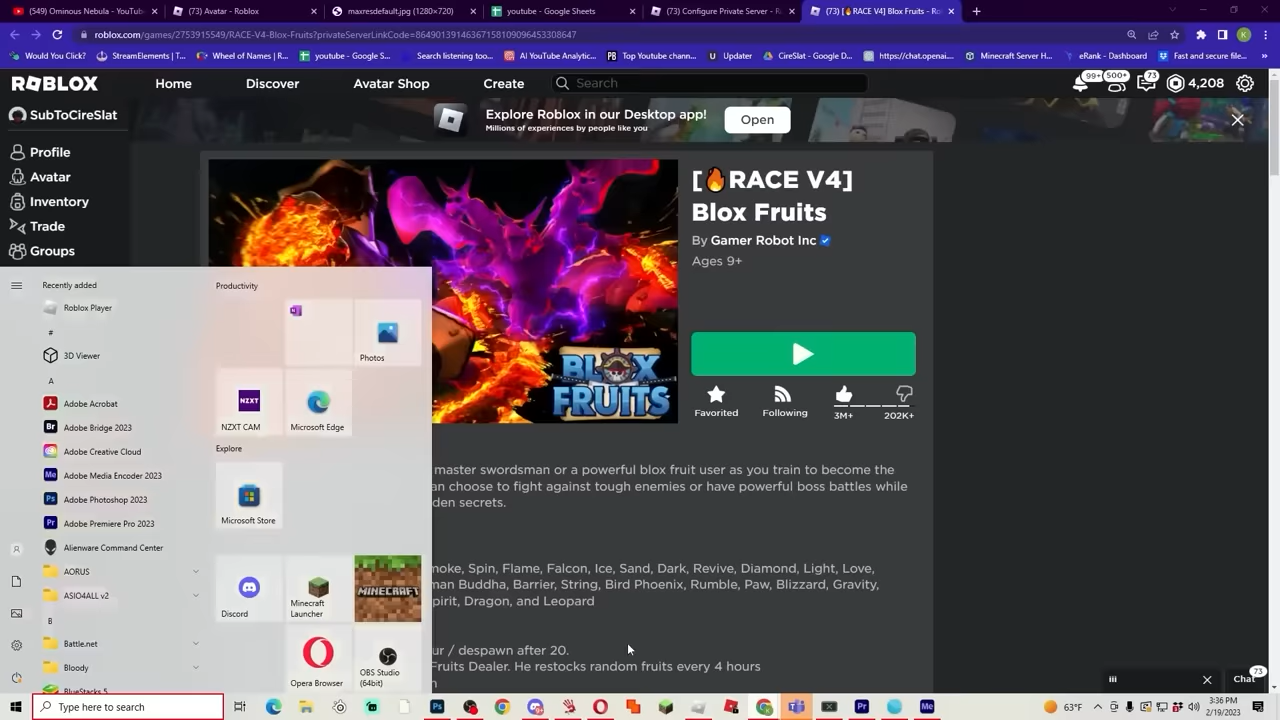 (549) Ominous Nebula - YouTube
(73) Avatar - Roblox
maxresdefault.jpg (1280×720)
youtube - Google Sheets
(73) Configure Private Server - R
(73) [🔥RACE V4] Blox Fruits - Ro
roblox.com/games/2753915549/RACE-V4-Blox-Fruits?privateServerLinkCode=86490139146367158109096453308647
K
Would You Click?
StreamElements | T...
Wheel of Names | R...
youtube - Google S...
Search listening too...
AI YouTube Analytic...
Top Youtube chann...
Updater
CireSlat - Google D...
https://chat.openai...
Minecraft Server H...
eRank - Dashboard
Fast and secure file...
ROBLOX
Home
Discover
Avatar Shop
Create
Search
99+
500+
73
4,208
SubToCireSlat
Explore Roblox in our Desktop app!
Millions of experiences by people like you
Open
Profile
Avatar
Inventory
Trade
Groups
[🔥RACE V4]
Blox Fruits
By Gamer Robot Inc
Ages 9+
BLOX
FRUITS
Favorited
Following
3M+
202K+
master swordsman or a powerful blox fruit user as you train to become the
an choose to fight against tough enemies or have powerful boss battles while
den secrets.
moke, Spin, Flame, Falcon, Ice, Sand, Dark, Revive, Diamond, Light, Love,
man Buddha, Barrier, String, Bird Phoenix, Rumble, Paw, Blizzard, Gravity,
pirit, Dragon, and Leopard
ur / despawn after 20.
Fruits Dealer. He restocks random fruits every 4 hours
Recently added
Roblox Player
#
3D Viewer
A
Adobe Acrobat
Adobe Bridge 2023
Adobe Creative Cloud
Adobe Media Encoder 2023
Adobe Photoshop 2023
Adobe Premiere Pro 2023
Alienware Command Center
AORUS
ASIO4ALL v2
B
Battle.net
Bloody
BlueStacks 5
Productivity
Photos
NZXT
NZXT CAM
Microsoft Edge
Explore
Microsoft Store
Discord
Minecraft
Launcher
MINECRAFT
Opera Browser
OBS Studio
(64bit)
iii
Chat
73
Type here to search
63°F
3:36 PM
2/19/2023